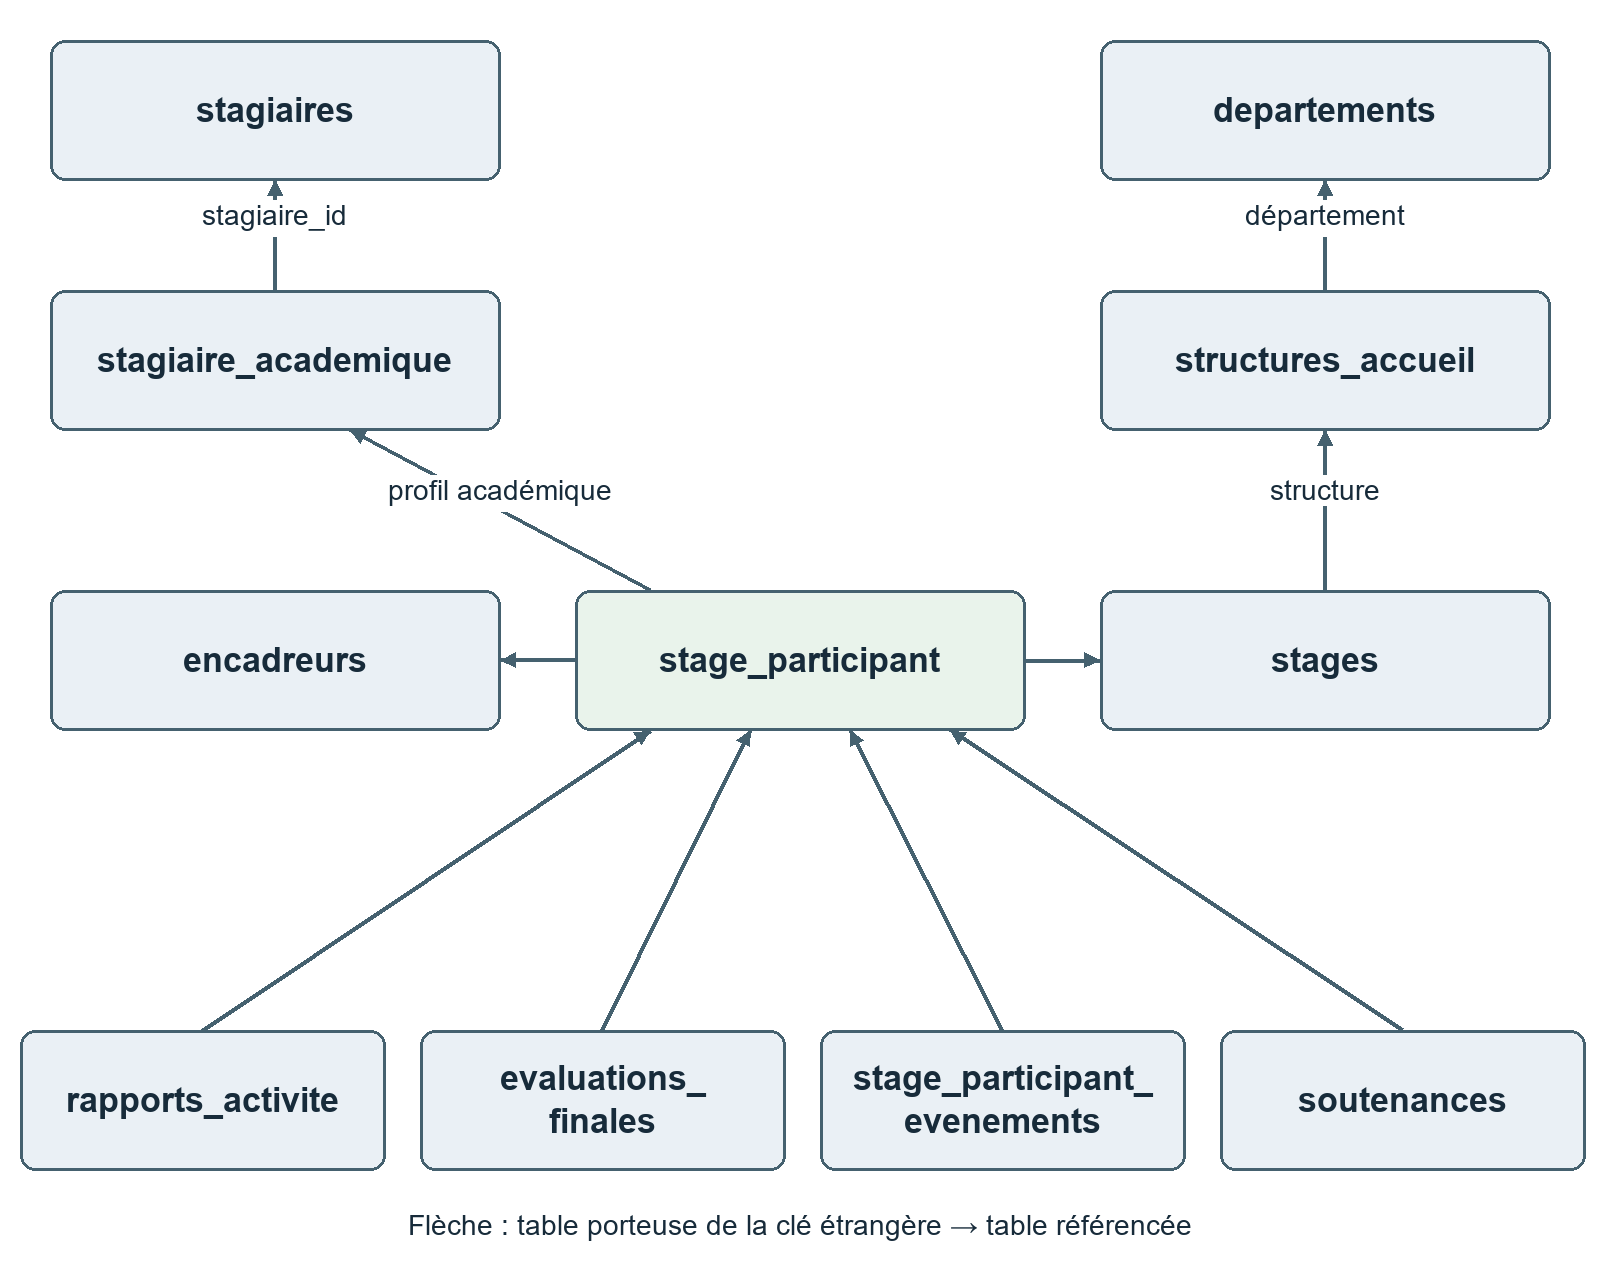 stagiaires
departements
stagiaire_id
département
stagiaire_academique
structures_accueil
profil académique
structure
encadreurs
stage_participant
stages
rapports_activite
evaluations_
finales
stage_participant_
evenements
soutenances
Flèche : table porteuse de la clé étrangère → table référencée